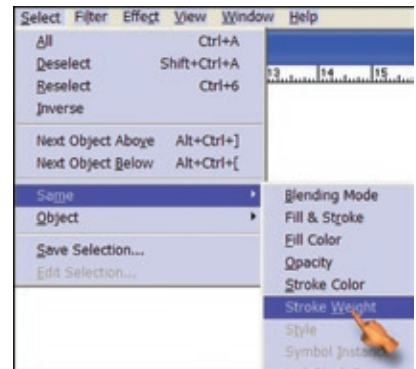 Select Filter Effect View Window Help
All Ctrl+A
Deselect Shift+Ctrl+A
Reselect Ctrl+6
Inverse
13 14 15
Next Object Above Alt+Ctrl+]
Next Object Below Alt+Ctrl+[
Same
Object
Save Selection...
Edit Selection...
Blending Mode
Fill & Stroke
Fill Color
Opacity
Stroke Color
Stroke Weight
Style
Symbol